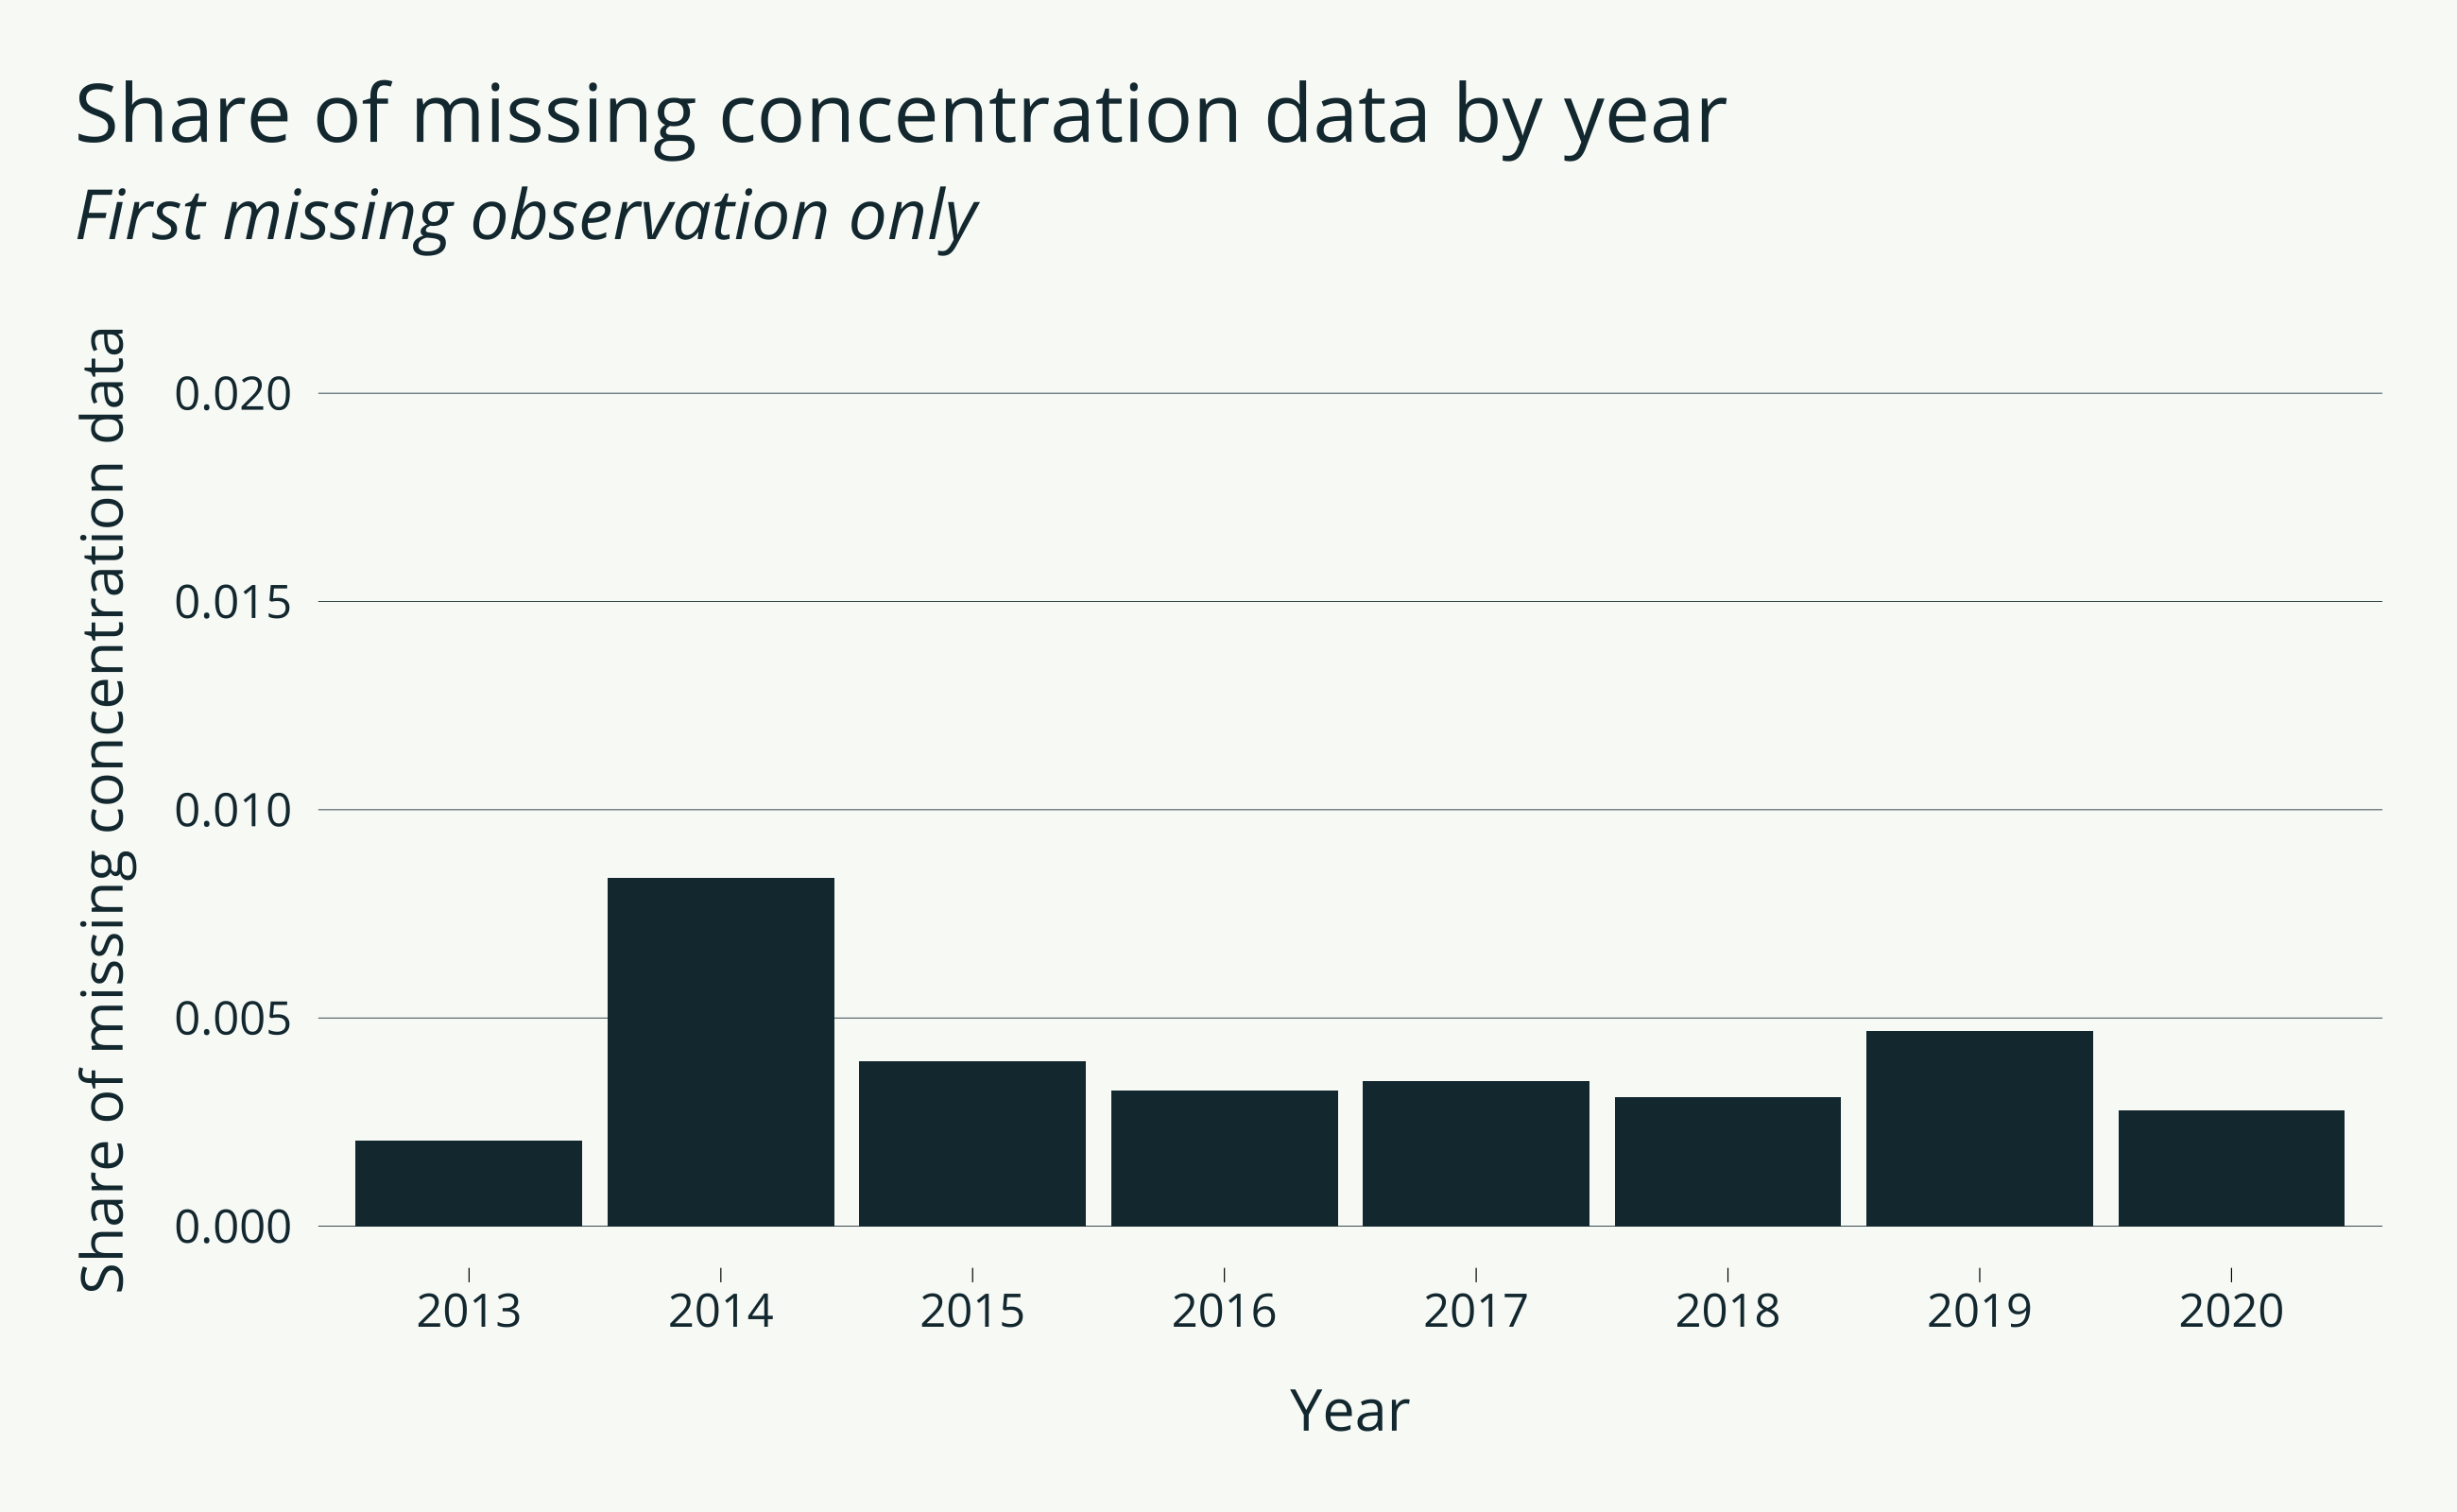 Share of missing concentration data by year
First missing observation only
Share of missing concentration data
0.020
0.015
0.010
0.005
0.000
2013 2014 2015 2016 2017 2018 2019 2020
Year